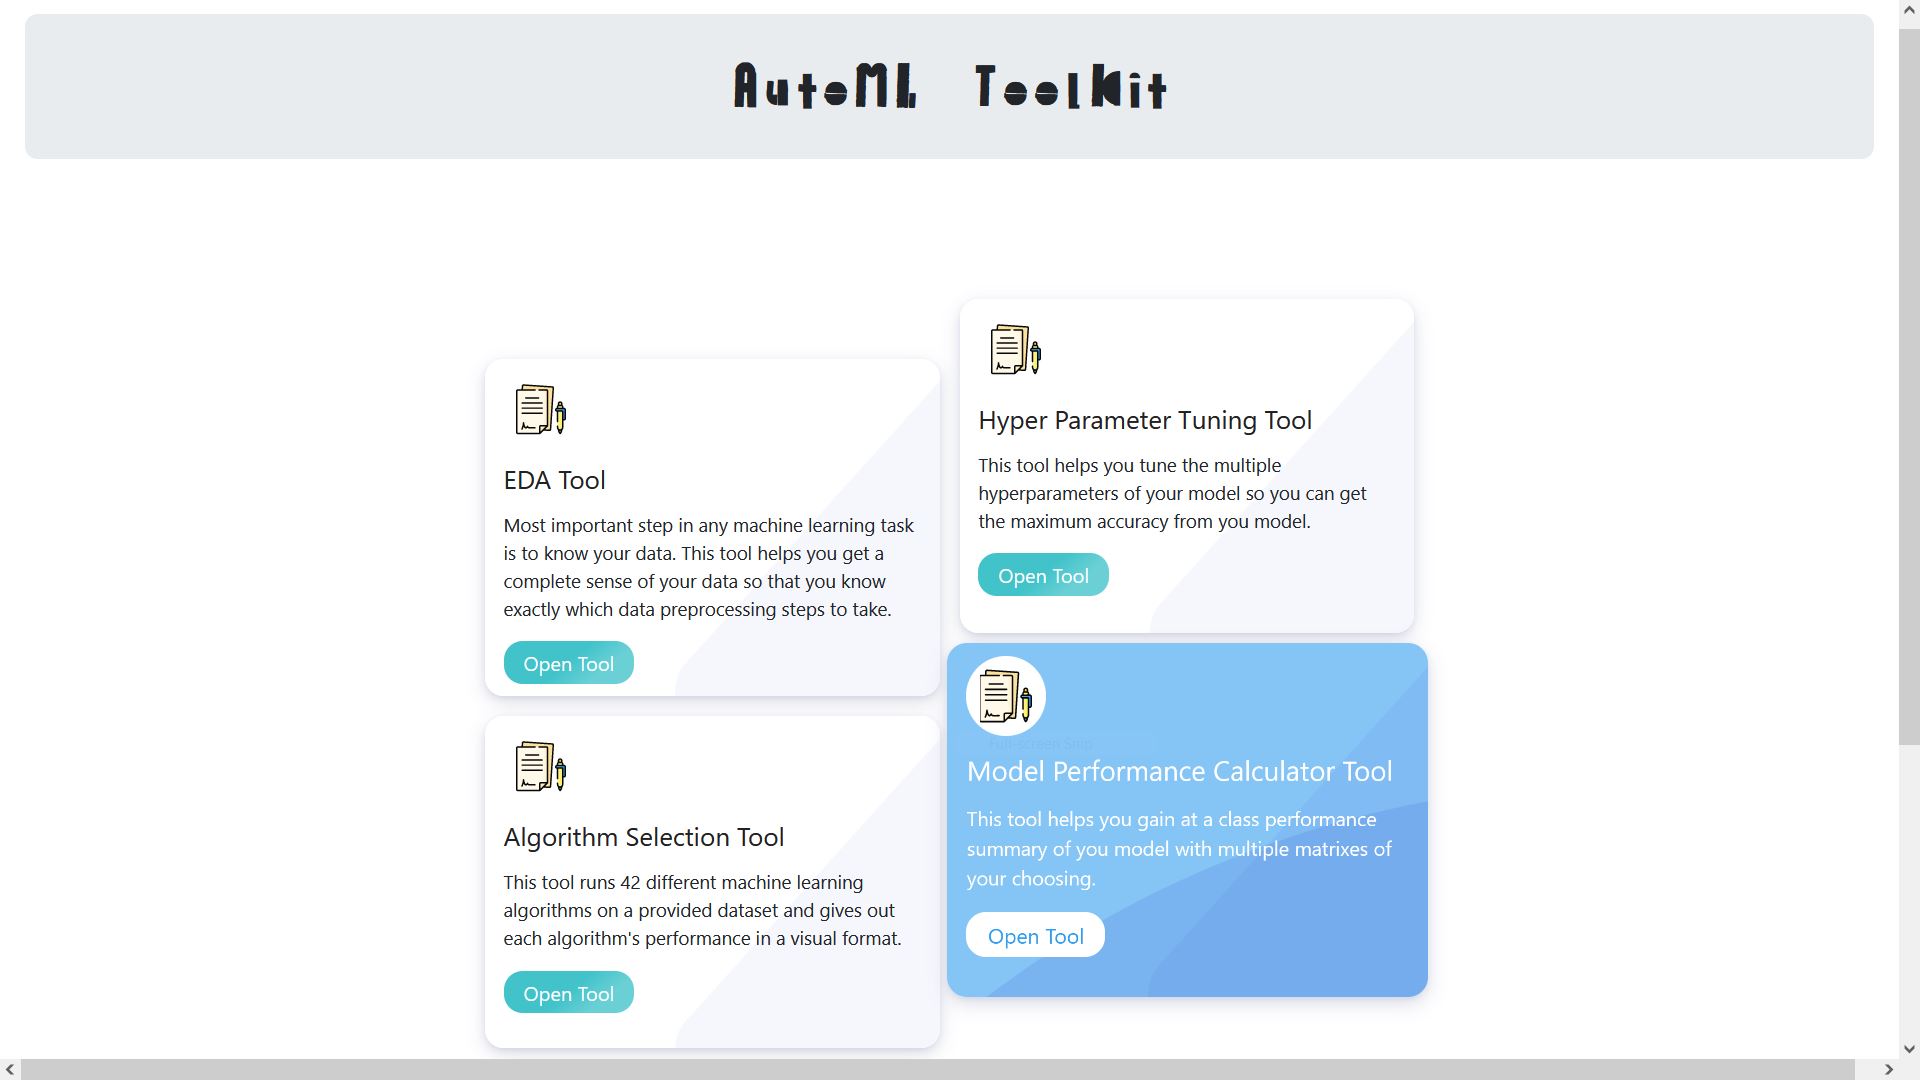 AutoML ToolKit
EDA Tool
Most important step in any machine learning task
is to know your data. This tool helps you get a
complete sense of your data so that you know
exactly which data preprocessing steps to take.
Open Tool
Hyper Parameter Tuning Tool
This tool helps you tune the multiple
hyperparameters of your model so you can get
the maximum accuracy from you model.
Open Tool
Algorithm Selection Tool
This tool runs 42 different machine learning
algorithms on a provided dataset and gives out
each algorithm's performance in a visual format.
Open Tool
Full-screen Snip
Model Performance Calculator Tool
This tool helps you gain at a class performance
summary of you model with multiple matrixes of
your choosing.
Open Tool